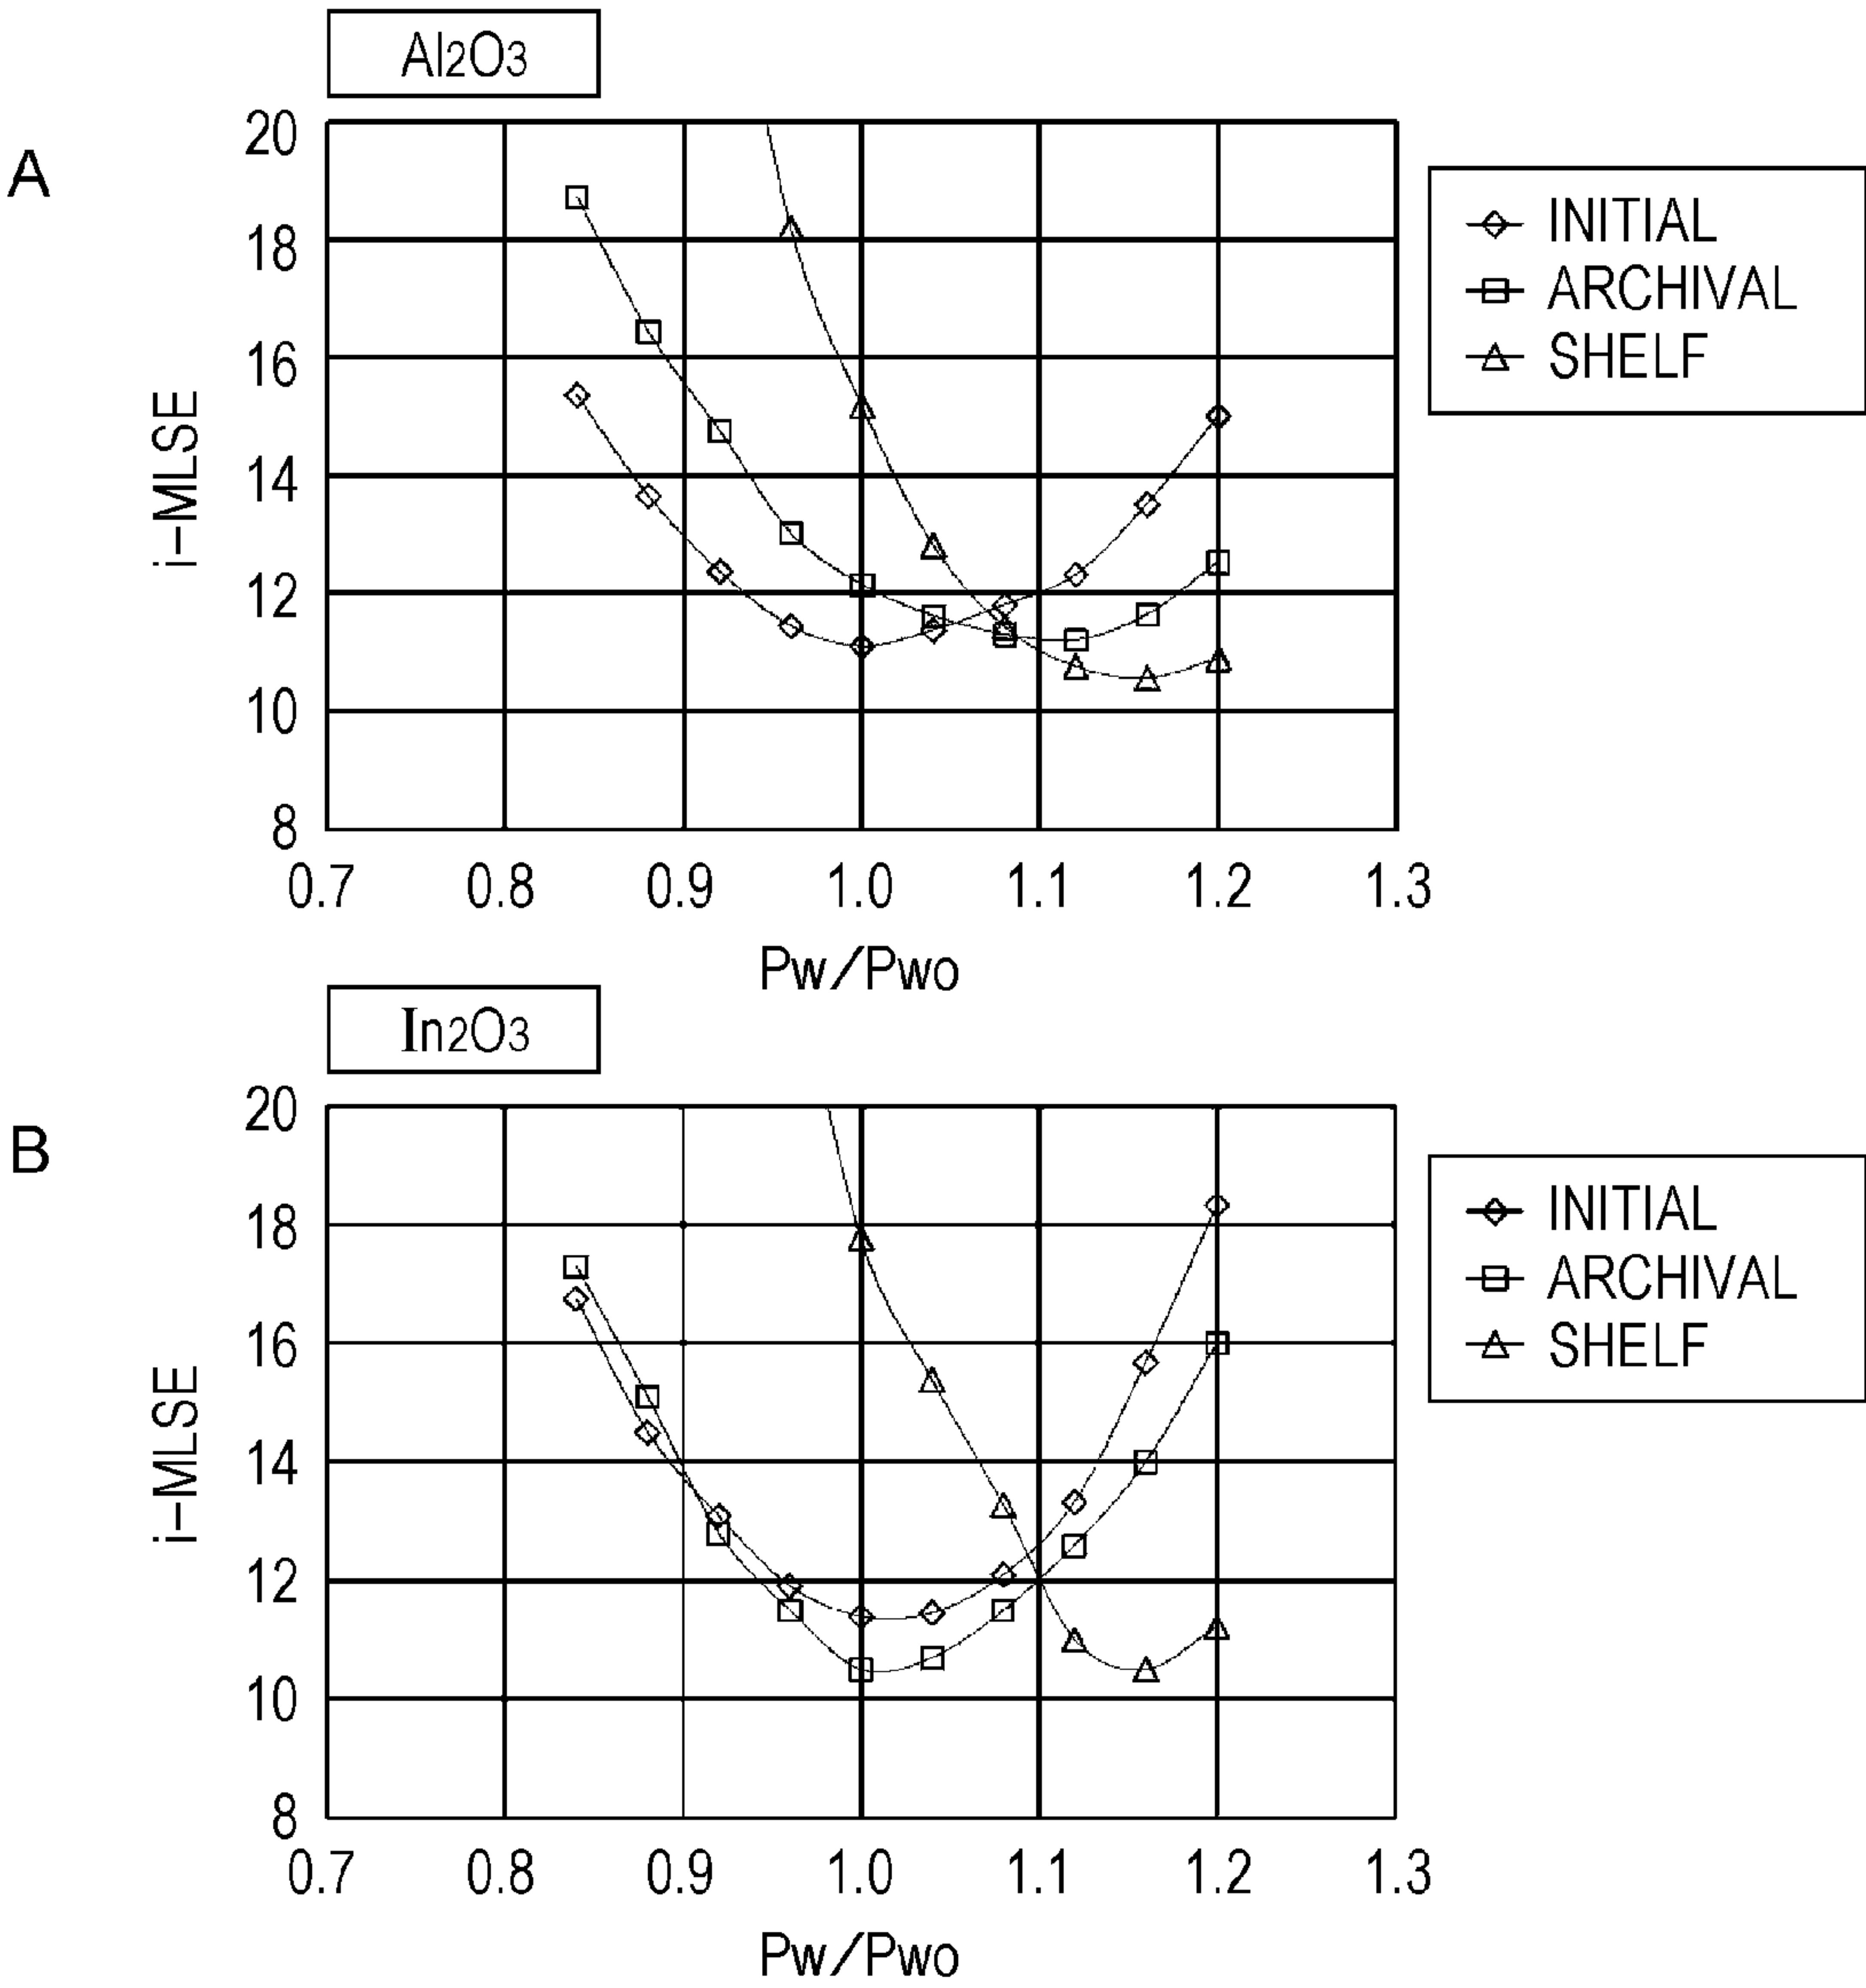 Al2O3
A
20
18
16
14
12
10
8
i-MLSE
0.7 0.8 0.9 1.0 1.1 1.2 1.3
Pw/Pwo
INITIAL
ARCHIVAL
SHELF
In2O3
B
20
18
16
14
12
10
8
i-MLSE
0.7 0.8 0.9 1.0 1.1 1.2 1.3
Pw/Pwo
INITIAL
ARCHIVAL
SHELF